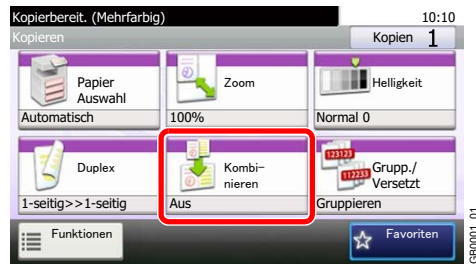 Kopierbereit. (Mehrfarbig)
10:10
Kopieren
Kopien 1
Papier
Auswahl
Automatisch
Zoom
100%
Helligkeit
Normal 0
Duplex
1-seitig>>1-seitig
Kombi-
nieren
Aus
123123
112233
Grupp./
Versetzt
Gruppieren
Funktionen
Favoriten
GB0001_01